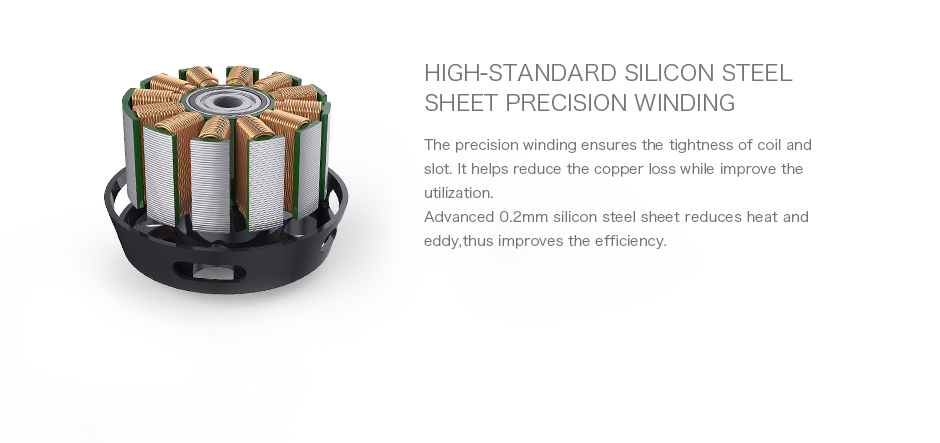 HIGH-STANDARD SILICON STEEL
SHEET PRECISION WINDING
The precision winding ensures the tightness of coil and
slot. It helps reduce the copper loss while improve the
utilization.
Advanced 0.2mm silicon steel sheet reduces heat and
eddy,thus improves the efficiency.